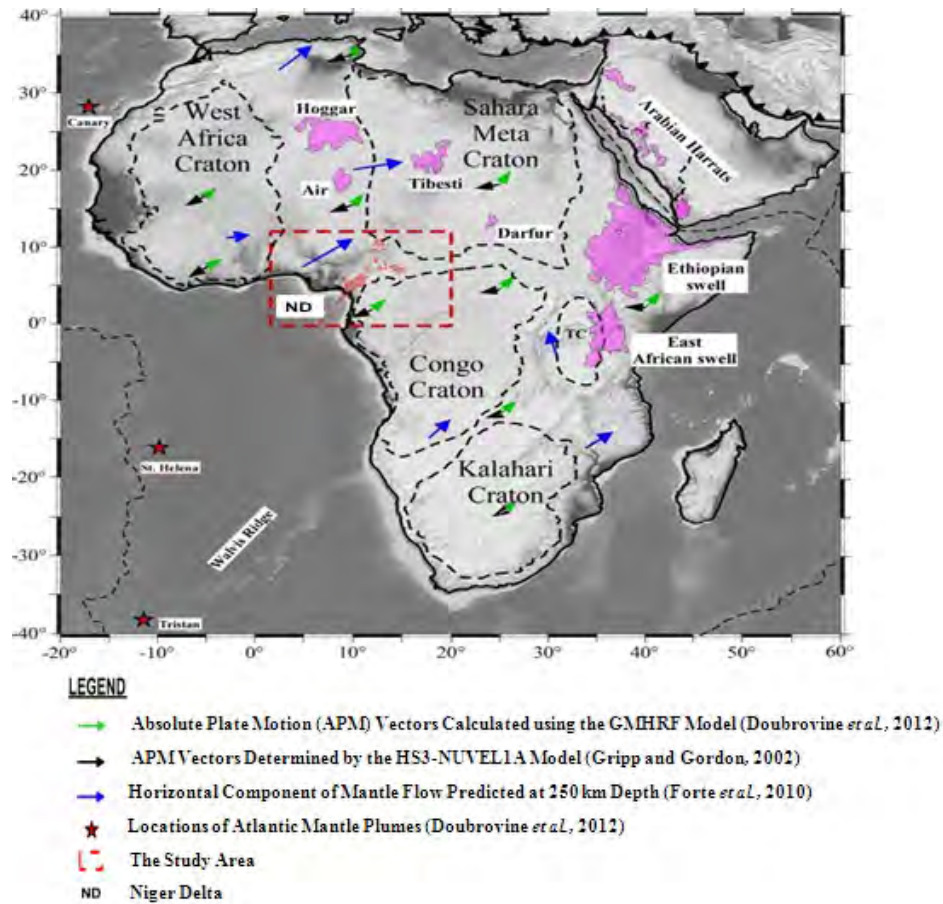 40°
30°
20°
10°
0°
-10°
-20°
-30°
-40°
Canary
West
Africa
Craton
Hoggar
Air
Sahara
Meta
Craton
Tibesti
Darfur
Arabian Harrats
Ethiopian
swell
ND
TC
East
African swell
Congo
Craton
St. Helena
Kalahari
Craton
Walvis Ridge
Tristan
-20° -10° 0° 10° 20° 30° 40° 50° 60°
LEGEND
Absolute Plate Motion (APM) Vectors Calculated using the GMHRF Model (Doubrovine et al., 2012)
APM Vectors Determined by the HS3-NUVEL1A Model (Gripp and Gordon, 2002)
Horizontal Component of Mantle Flow Predicted at 250 km Depth (Forte et al., 2010)
Locations of Atlantic Mantle Plumes (Doubrovine et al., 2012)
The Study Area
ND Niger Delta